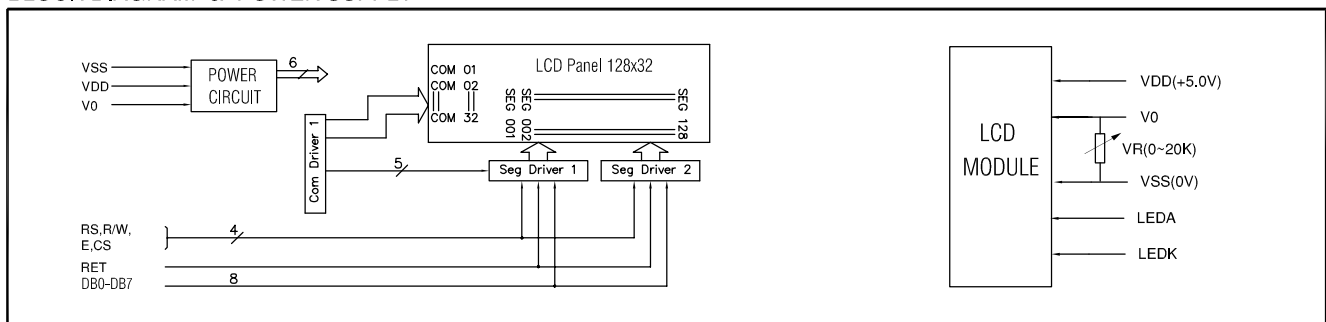 VSS
VDD
V0
POWER
CIRCUIT
6
COM 01
COM 02
COM 32
LCD Panel 128x32
SEG 001
SEG 002
SEG 128
Com Driver 1
5
Seg Driver 1
Seg Driver 2
RS,R/W,
E,CS
4
RET
DB0-DB7
8
LCD
MODULE
VDD(+5.0V)
V0
VR(0~20K)
VSS(0V)
LEDA
LEDK